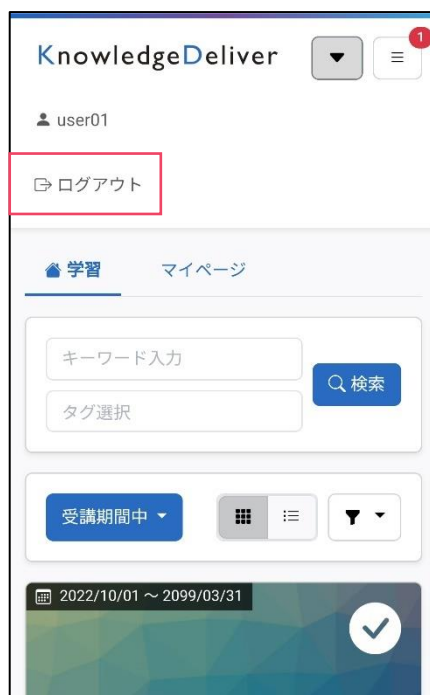 KnowledgeDeliver
1
user01
ログアウト
学習 マイページ
キーワード入力
検索
タグ選択
受講期間中
2022/10/01 ～ 2099/03/31